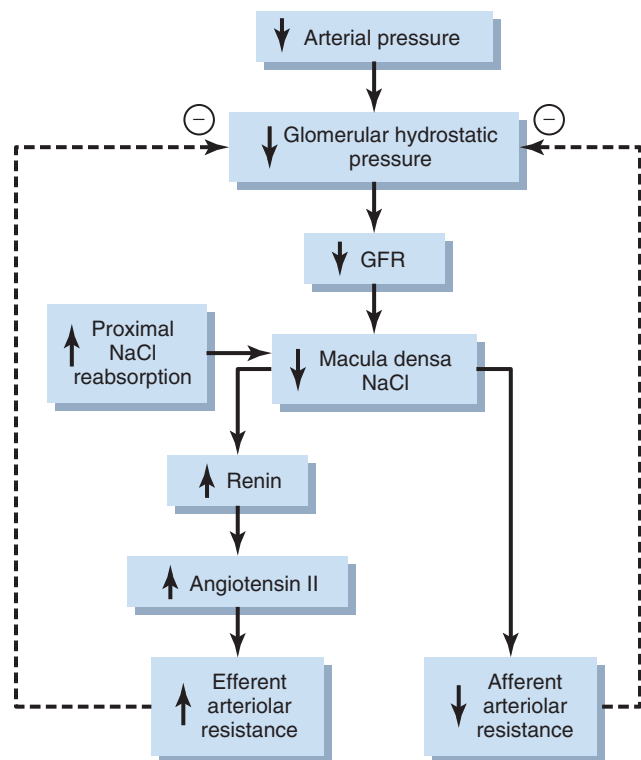 Arterial pressure
−
−
Glomerular hydrostatic
pressure
GFR
Proximal
NaCl
reabsorption
Macula densa
NaCl
Renin
Angiotensin II
Efferent
arteriolar
resistance
Afferent
arteriolar
resistance